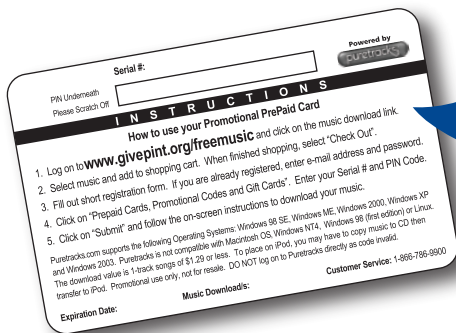 Serial #:
Powered by
puretracks
PIN Underneath
Please Scratch Off
INSTRUCTIONS
How to use your Promotional PrePaid Card
1. Log on to www.givepint.org/freemusic and click on the music download link.
2. Select music and add to shopping cart. When finished shopping, select "Check Out".
3. Fill out short registration form. If you are already registered, enter e-mail address and password.
4. Click on "Prepaid Cards, Promotional Codes and Gift Cards". Enter your Serial # and PIN Code.
5. Click on "Submit" and follow the on-screen instructions to download your music.
Puretracks.com supports the following Operating Systems: Windows 98 SE, Windows ME, Windows 2000, Windows XP
and Windows 2003. Puretracks is not compatible with Macintosh OS, Windows NT4, Windows 98 (first edition) or Linux.
The download value is 1-track songs of $1.29 or less. To place on iPod, you may have to copy music to CD then
transfer to iPod. Promotional use only, not for resale. DO NOT log on to Puretracks directly as code invalid.
Expiration Date: Music Download/s: Customer Service: 1-866-786-9900